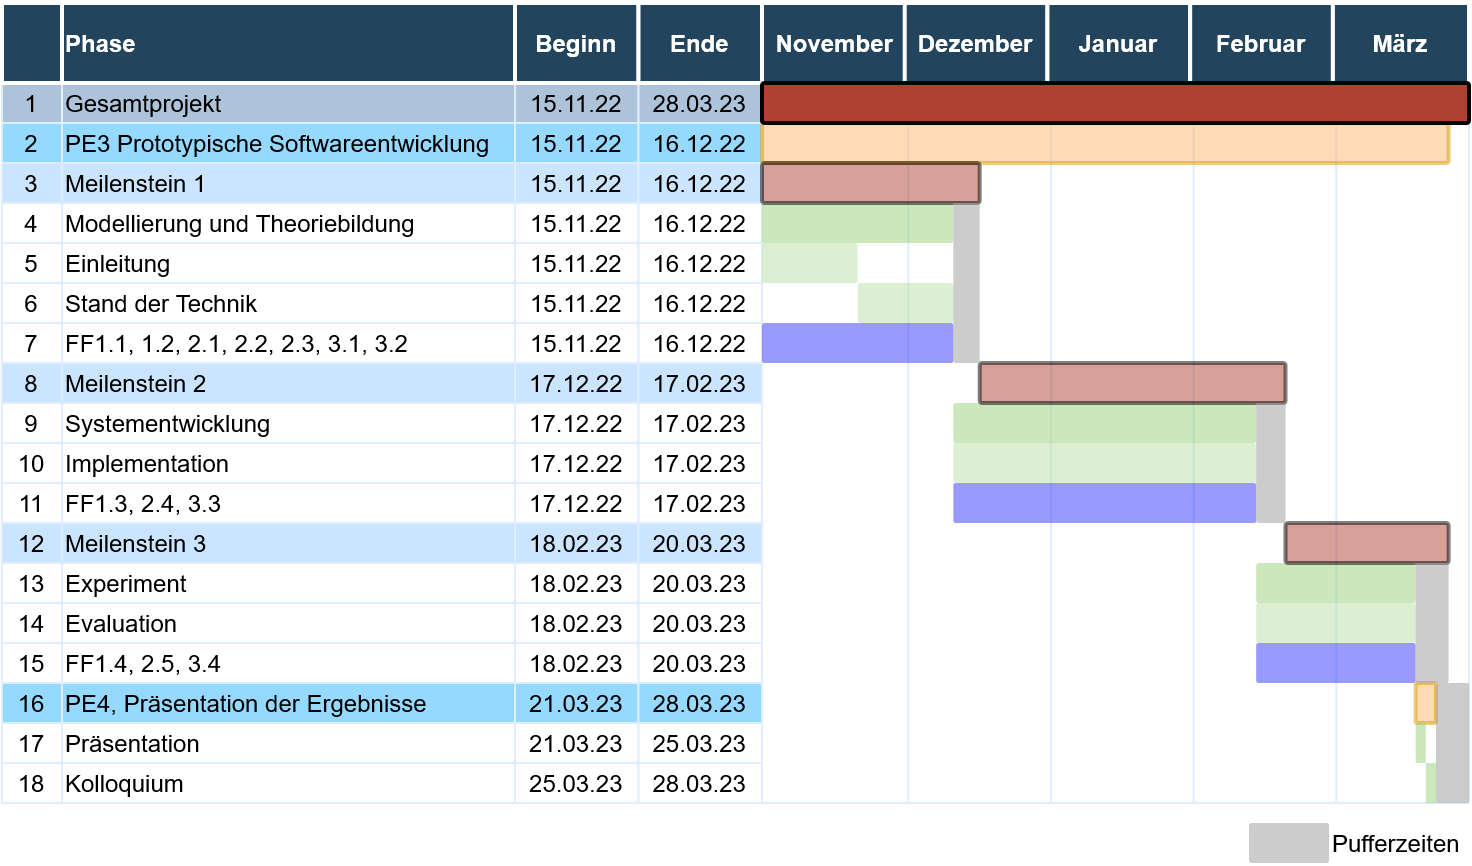 Phase Beginn Ende November Dezember Januar Februar März
1 Gesamtprojekt 15.11.22 28.03.23
2 PE3 Prototypische Softwareentwicklung 15.11.22 16.12.22
3 Meilenstein 1 15.11.22 16.12.22
4 Modellierung und Theoriebildung 15.11.22 16.12.22
5 Einleitung 15.11.22 16.12.22
6 Stand der Technik 15.11.22 16.12.22
7 FF1.1, 1.2, 2.1, 2.2, 2.3, 3.1, 3.2 15.11.22 16.12.22
8 Meilenstein 2 17.12.22 17.02.23
9 Systementwicklung 17.12.22 17.02.23
10 Implementation 17.12.22 17.02.23
11 FF1.3, 2.4, 3.3 17.12.22 17.02.23
12 Meilenstein 3 18.02.23 20.03.23
13 Experiment 18.02.23 20.03.23
14 Evaluation 18.02.23 20.03.23
15 FF1.4, 2.5, 3.4 18.02.23 20.03.23
16 PE4, Präsentation der Ergebnisse 21.03.23 28.03.23
17 Präsentation 21.03.23 25.03.23
18 Kolloquium 25.03.23 28.03.23
Pufferzeiten